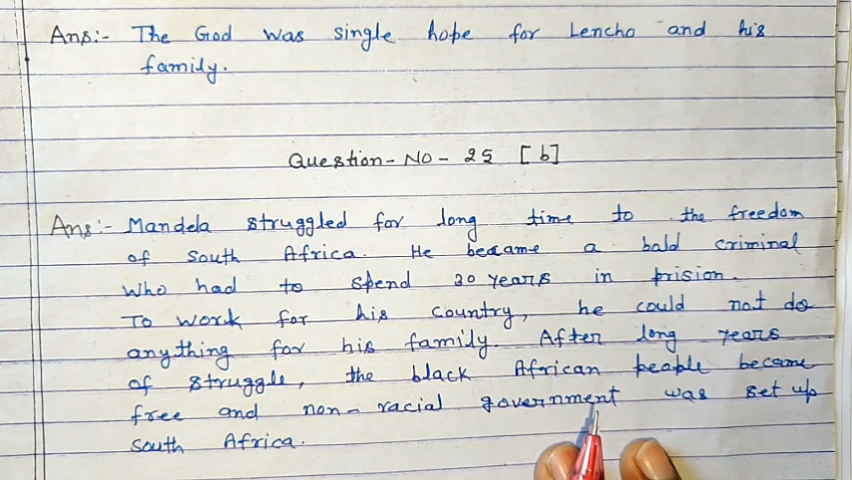 Ans:- The God was single hope for Lencho and his
family.
Question-No- 25 [b]
Ans:- Mandela struggled for long time to the freedom
of south Africa. He became a bald criminal
who had to spend 30 years in prision.
To work for his country, he could not do
anything for his family. After long years
of struggle, the black African people became
free and non-racial government was set up
south Africa.